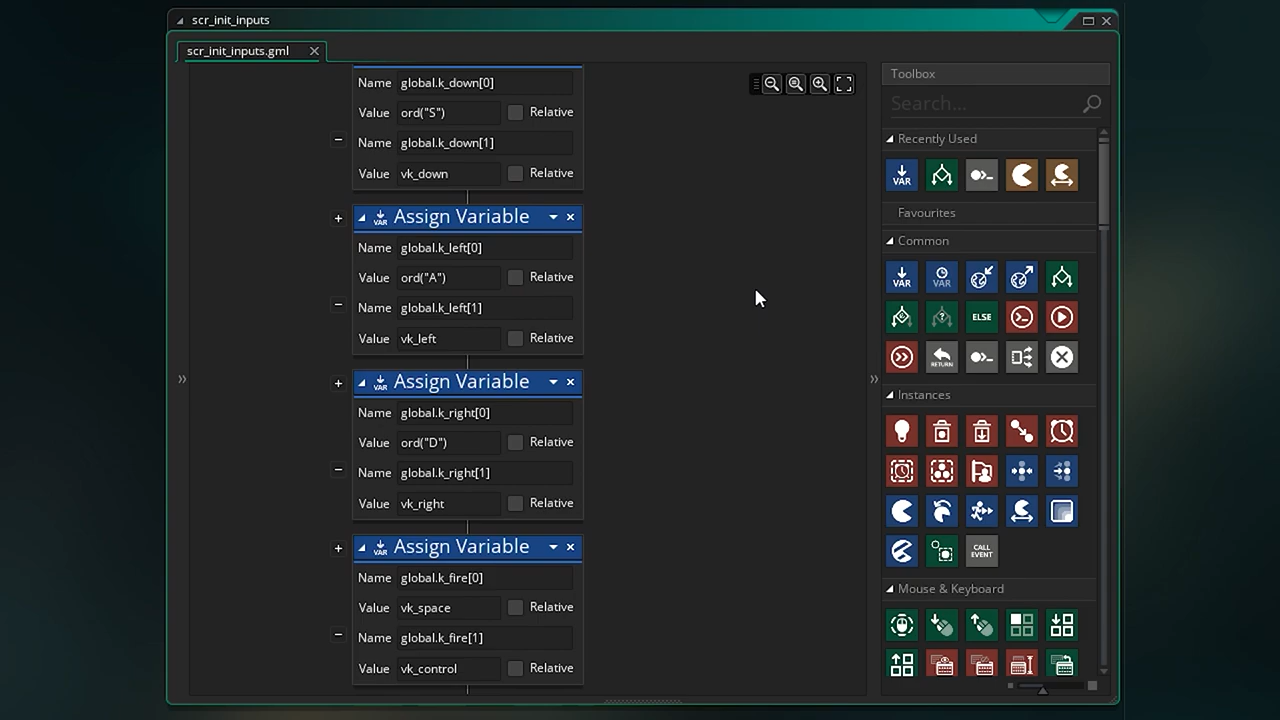 scr_init_inputs
scr_init_inputs.gml
Name global.k_down[0]
Value ord("S") Relative
Name global.k_down[1]
Value vk_down Relative
Assign Variable
Name global.k_left[0]
Value ord("A") Relative
Name global.k_left[1]
Value vk_left Relative
Assign Variable
Name global.k_right[0]
Value ord("D") Relative
Name global.k_right[1]
Value vk_right Relative
Assign Variable
Name global.k_fire[0]
Value vk_space Relative
Name global.k_fire[1]
Value vk_control Relative
Toolbox
Search...
Recently Used
VAR
Favourites
Common
VAR VAR
ELSE
RETURN
Instances
CALL EVENT
Mouse & Keyboard